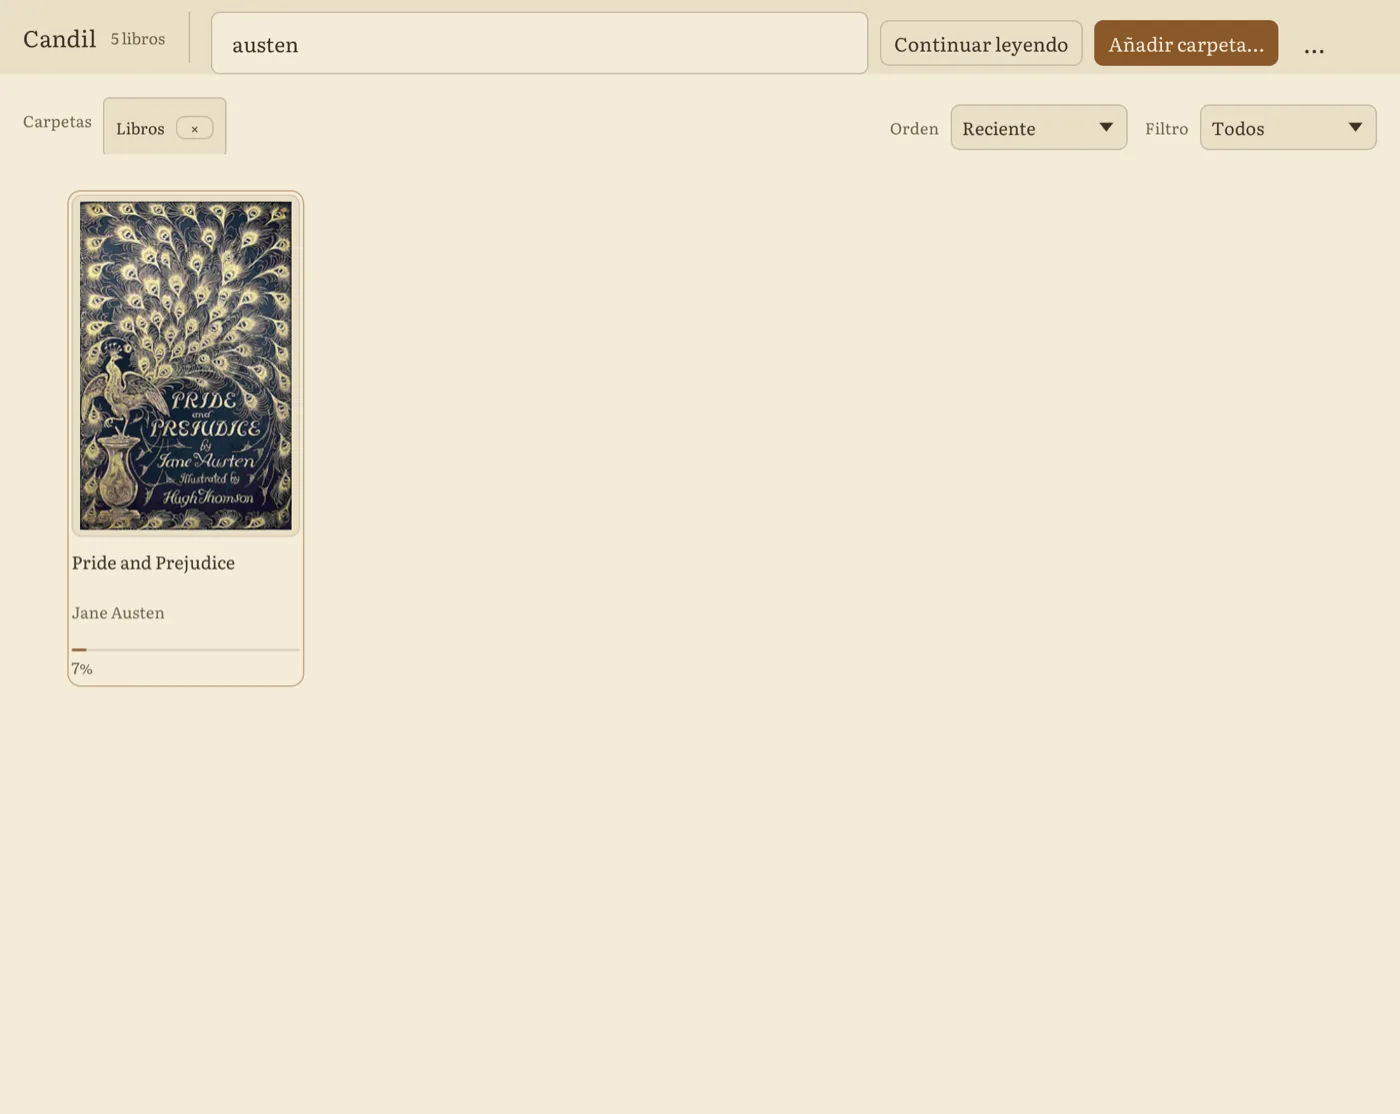 Candil 5 libros austen Continuar leyendo Añadir carpeta... ...
Carpetas Libros × Orden Reciente Filtro Todos
PRIDE
and
PREJUDICE
by
Jane Austen
Illustrated by
Hugh Thomson
Pride and Prejudice
Jane Austen
7%